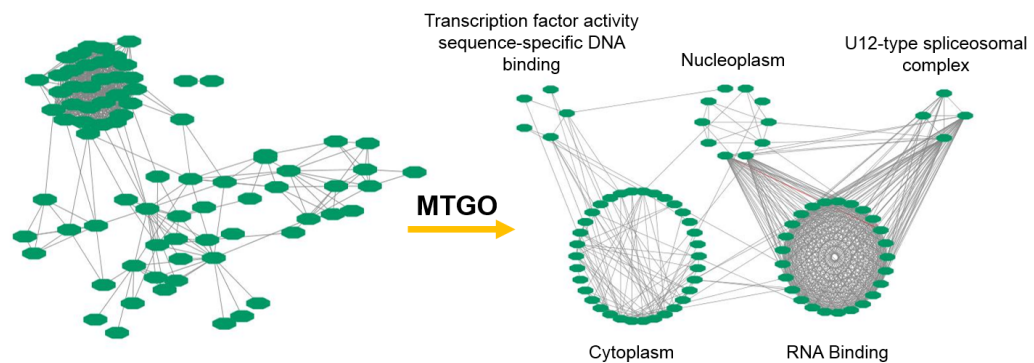 Transcription factor activity
sequence-specific DNA
binding
Nucleoplasm
U12-type spliceosomal
complex
MTGO
Cytoplasm
RNA Binding